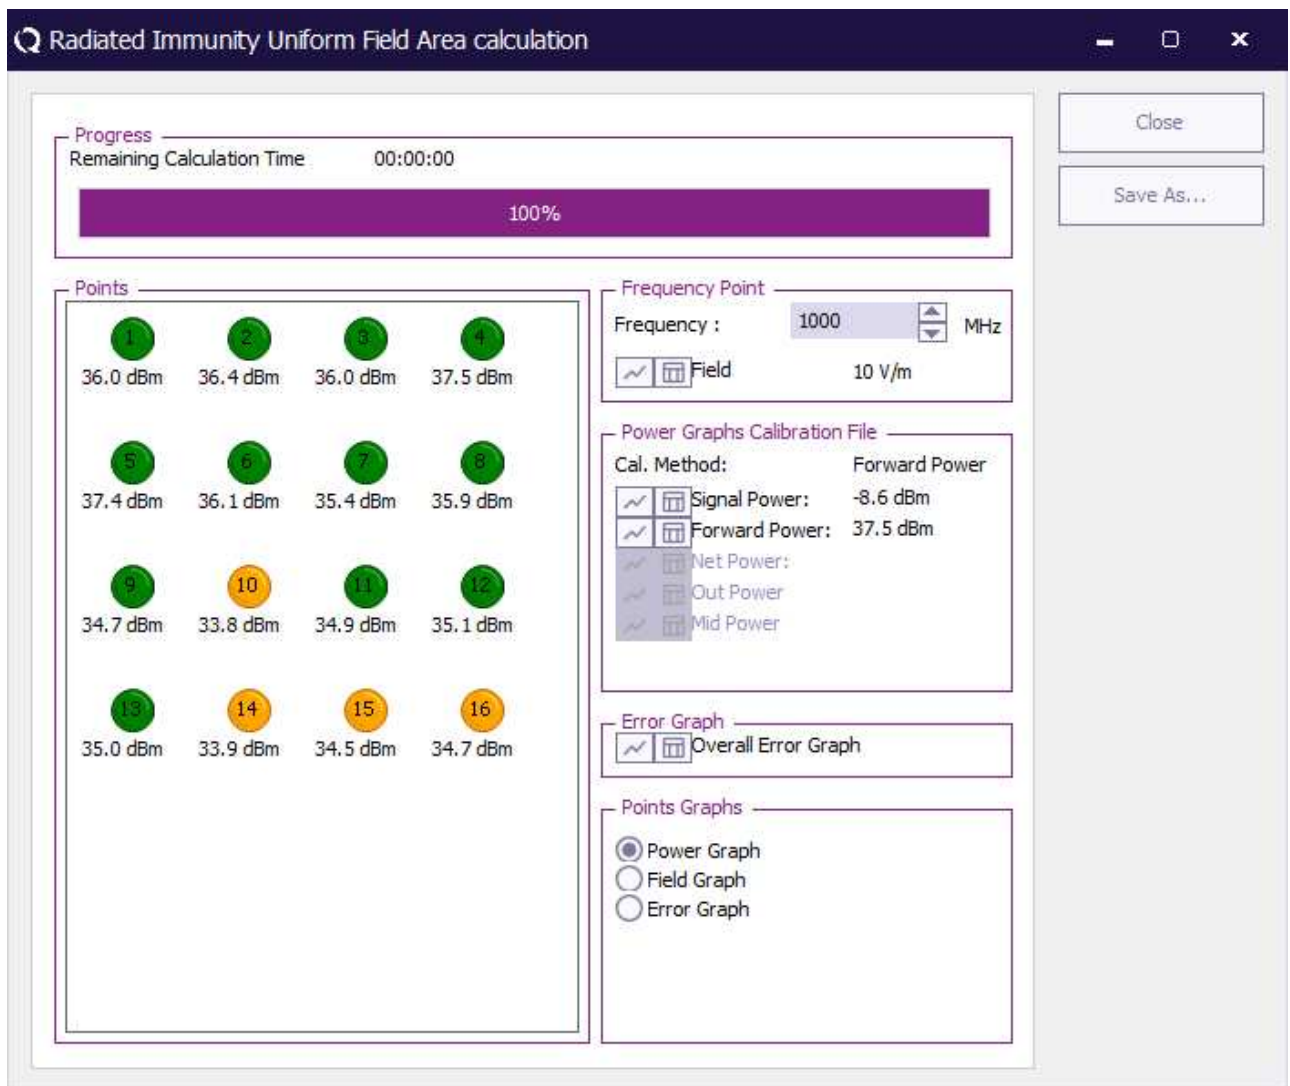 Radiated Immunity Uniform Field Area calculation
Close
Save As...
Progress
Remaining Calculation Time 00:00:00
100%
Points
1 2 3 4
36.0 dBm 36.4 dBm 36.0 dBm 37.5 dBm
5 6 7 8
37.4 dBm 36.1 dBm 35.4 dBm 35.9 dBm
9 10 11 12
34.7 dBm 33.8 dBm 34.9 dBm 35.1 dBm
13 14 15 16
35.0 dBm 33.9 dBm 34.5 dBm 34.7 dBm
Frequency Point
Frequency : 1000 MHz
Field 10 V/m
Power Graphs Calibration File
Cal. Method: Forward Power
Signal Power: -8.6 dBm
Forward Power: 37.5 dBm
Net Power:
Out Power
Mid Power
Error Graph
Overall Error Graph
Points Graphs
Power Graph
Field Graph
Error Graph